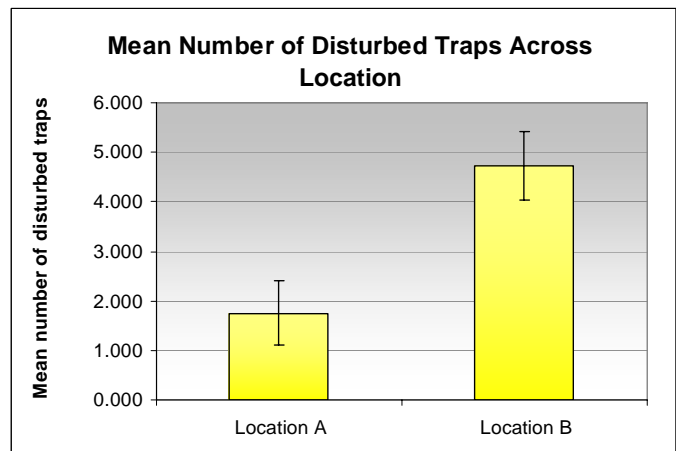 Mean Number of Disturbed Traps Across
Location
Mean number of disturbed traps
6.000
5.000
4.000
3.000
2.000
1.000
0.000
Location A
Location B